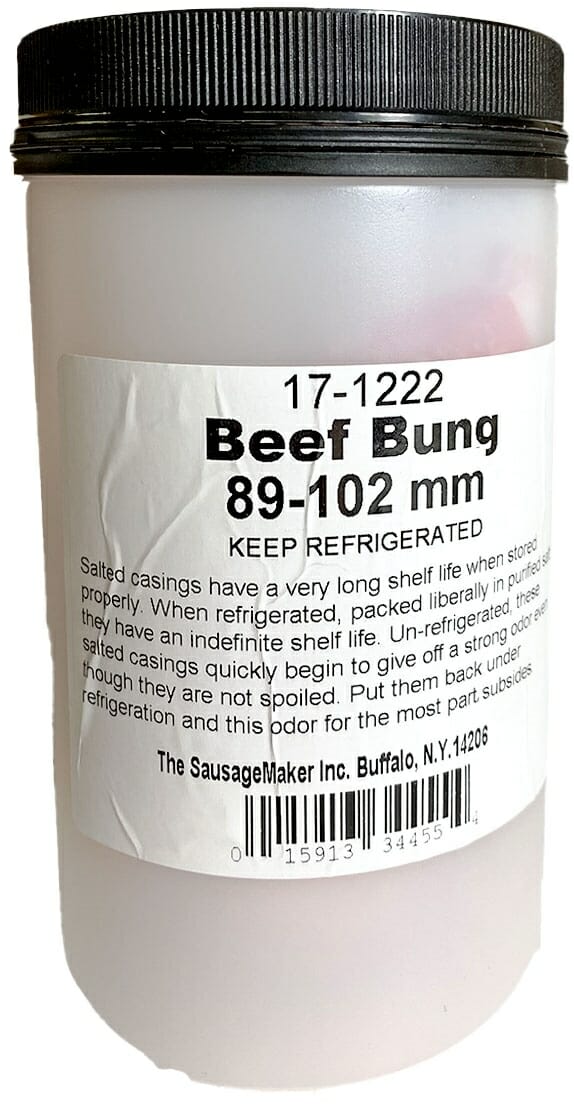 17-1222
Beef Bung
89-102 mm
KEEP REFRIGERATED
Salted casings have a very long shelf life when stored
properly. When refrigerated, packed liberally in purified salt
they have an indefinite shelf life. Un-refrigerated, these
salted casings quickly begin to give off a strong odor even
though they are not spoiled. Put them back under
refrigeration and this odor for the most part subsides
The SausageMaker Inc. Buffalo, N.Y.14206
0 15913 34455 4